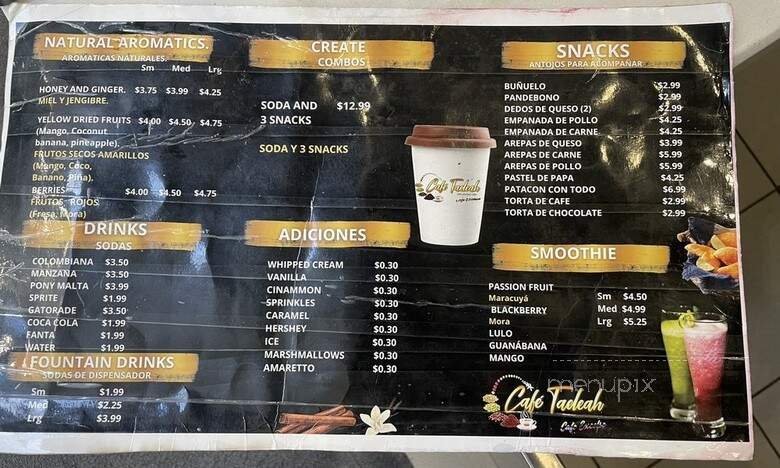 NATURAL AROMATICS.
AROMATICAS NATURALES.
Sm Med Lrg
HONEY AND GINGER. $3.75 $3.99 $4.25
MIEL Y JENGIBRE.
YELLOW DRIED FRUITS $4.00 $4.50 $4.75
(Mango, Coconut
banana, pineapple).
FRUTOS SECOS AMARILLOS
(Mango, Coco,
Banano, Piña).
BERRIES $4.00 $4.50 $4.75
FRUTOS ROJOS
(Fresa, Mora)
DRINKS
SODAS
COLOMBIANA $3.50
MANZANA $3.50
PONY MALTA $3.99
SPRITE $1.99
GATORADE $3.50
COCA COLA $1.99
FANTA $1.99
WATER $1.99
FOUNTAIN DRINKS
SODAS DE DISPENSADOR
Sm $1.99
Med $2.25
Lrg $3.99
CREATE
COMBOS
SODA AND $12.99
3 SNACKS
SODA Y 3 SNACKS
Café Taoleah
ADICIONES
WHIPPED CREAM $0.30
VANILLA $0.30
CINAMMON $0.30
SPRINKLES $0.30
CARAMEL $0.30
HERSHEY $0.30
ICE $0.30
MARSHMALLOWS $0.30
AMARETTO $0.30
SNACKS
ANTOJOS PARA ACOMPAÑAR
BUÑUELO $2.99
PANDEBONO $2.99
DEDOS DE QUESO (2) $2.99
EMPANADA DE POLLO $4.25
EMPANADA DE CARNE $4.25
AREPAS DE QUESO $3.99
AREPAS DE CARNE $5.99
AREPAS DE POLLO $5.99
PASTEL DE PAPA $4.25
PATACON CON TODO $6.99
TORTA DE CAFE $2.99
TORTA DE CHOCOLATE $2.99
SMOOTHIE
PASSION FRUIT
Maracuyá Sm $4.50
BLACKBERRY Med $4.99
Mora Lrg $5.25
LULO
GUANÁBANA
MANGO
menupix
Café Taoleah